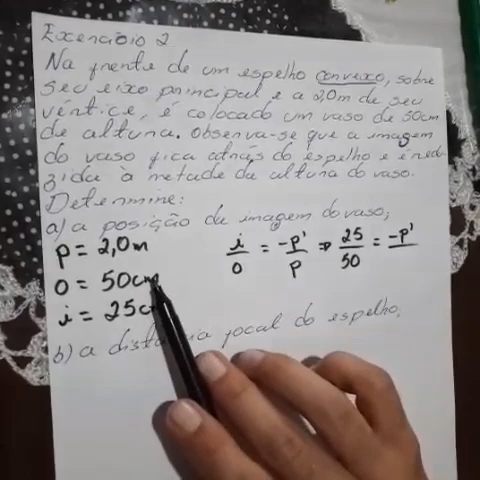 Exercício 2
Na frente de um espelho convexo, sobre
seu eixo principal e a 2,0m de seu
vértice, é colocado um vaso de 50cm
de altura. Observa-se que a imagem
do vaso fica atrás do espelho e é redu-
zida à metade da altura do vaso.
Determine:
a) a posição da imagem do vaso;
p = 2,0m
i/o = -p'/p ⇒ 25/50 = -p'/
o = 50cm
i = 25c
b) a distância focal do espelho;